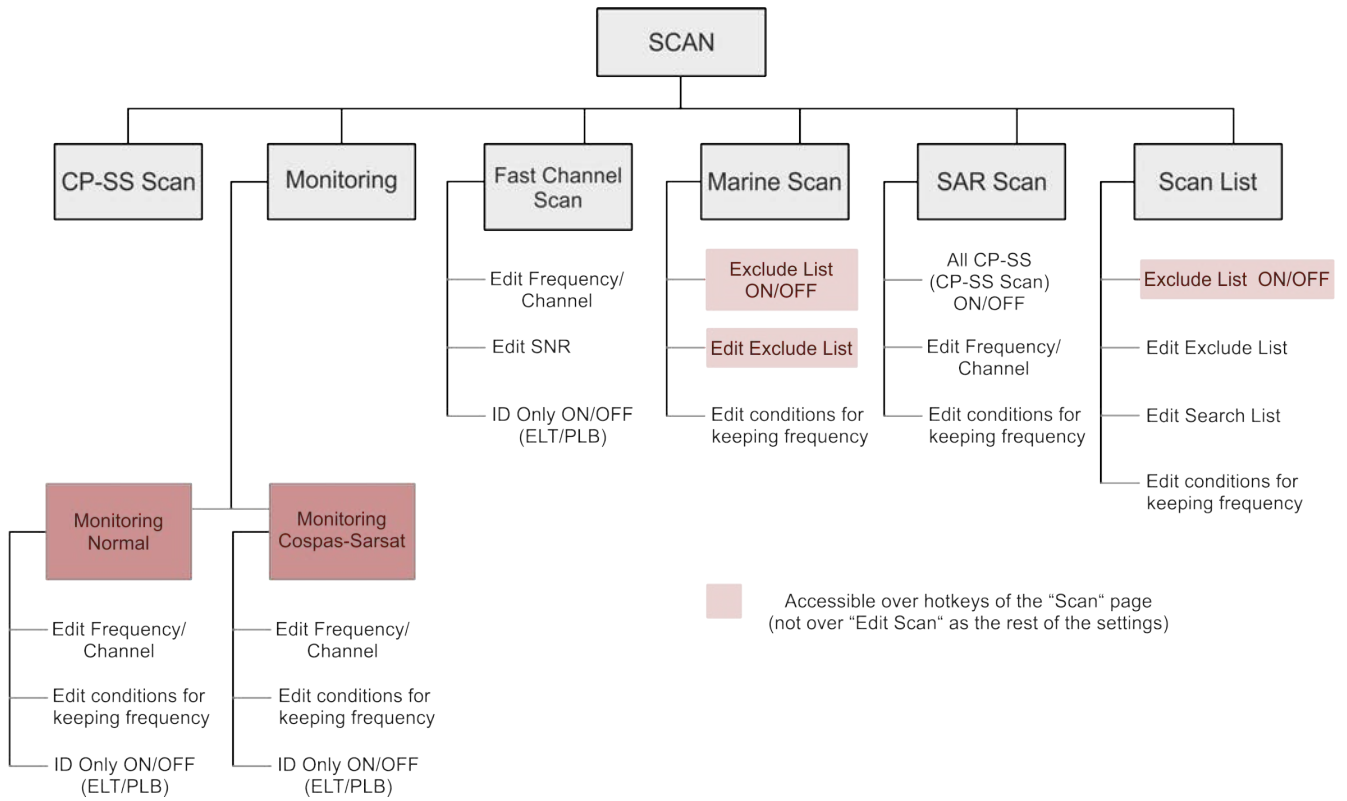 SCAN
CP-SS Scan
Monitoring
Fast Channel
Scan
Marine Scan
SAR Scan
Scan List
Edit Frequency/
Channel
Edit SNR
ID Only ON/OFF
(ELT/PLB)
Exclude List
ON/OFF
Edit Exclude List
Edit conditions for
keeping frequency
All CP-SS
(CP-SS Scan)
ON/OFF
Edit Frequency/
Channel
Edit conditions for
keeping frequency
Exclude List ON/OFF
Edit Exclude List
Edit Search List
Edit conditions for
keeping frequency
Monitoring
Normal
Edit Frequency/
Channel
Edit conditions for
keeping frequency
ID Only ON/OFF
(ELT/PLB)
Monitoring
Cospas-Sarsat
Edit Frequency/
Channel
Edit conditions for
keeping frequency
ID Only ON/OFF
(ELT/PLB)
Accessible over hotkeys of the “Scan“ page
(not over “Edit Scan“ as the rest of the settings)